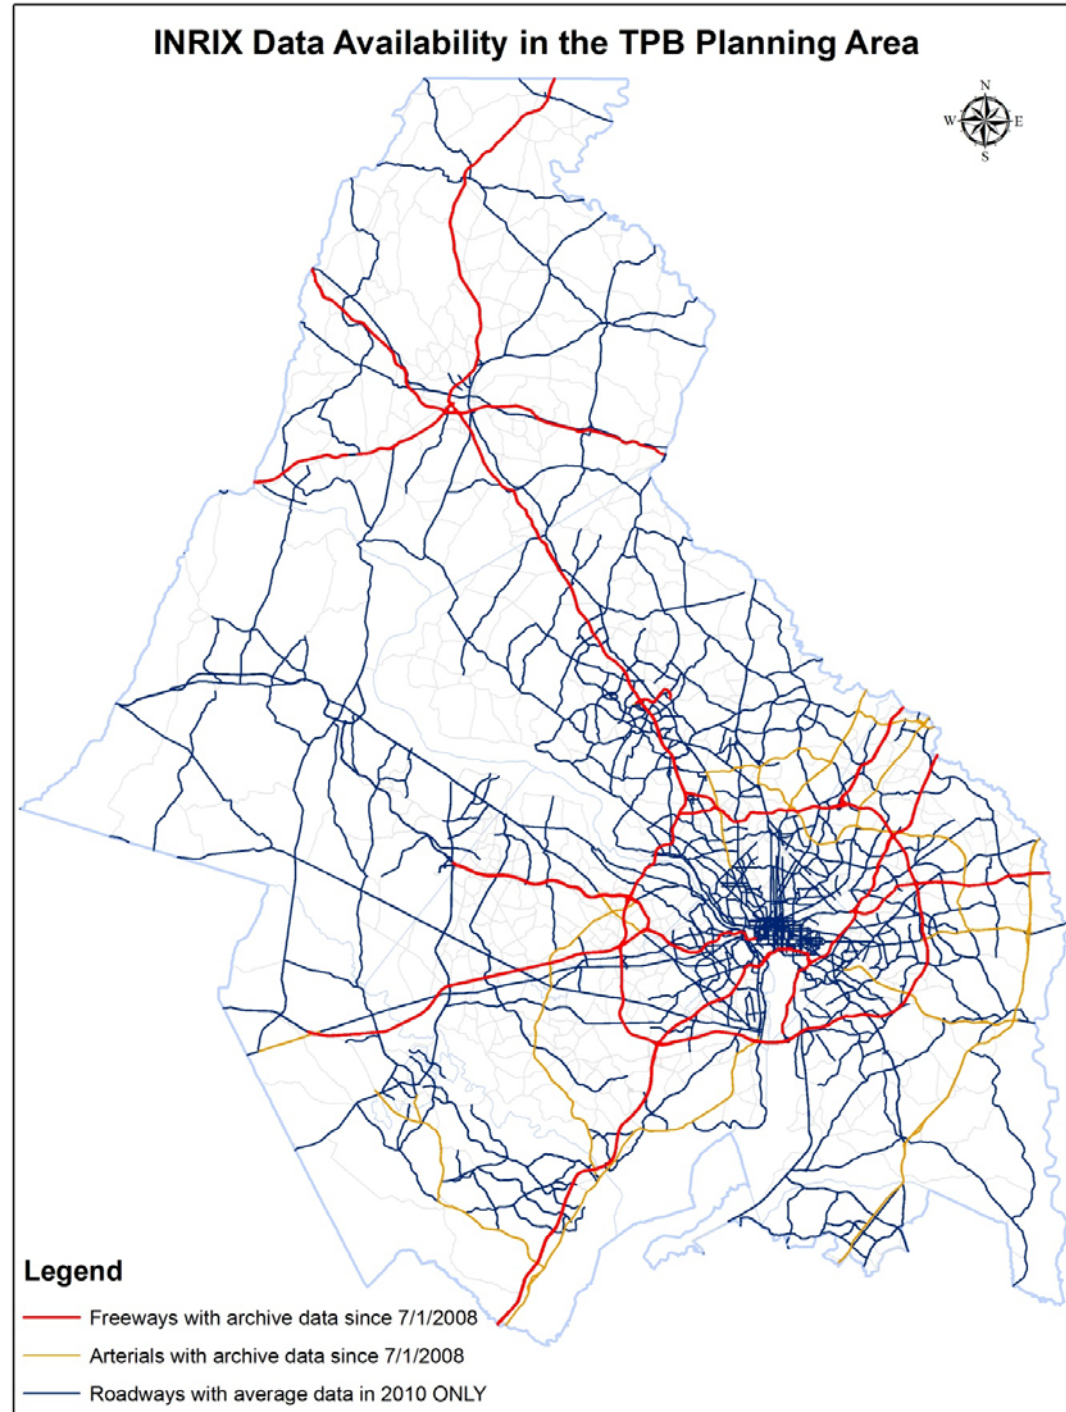 INRIX Data Availability in the TPB Planning Area
N
W E
S
Legend
Freeways with archive data since 7/1/2008
Arterials with archive data since 7/1/2008
Roadways with average data in 2010 ONLY